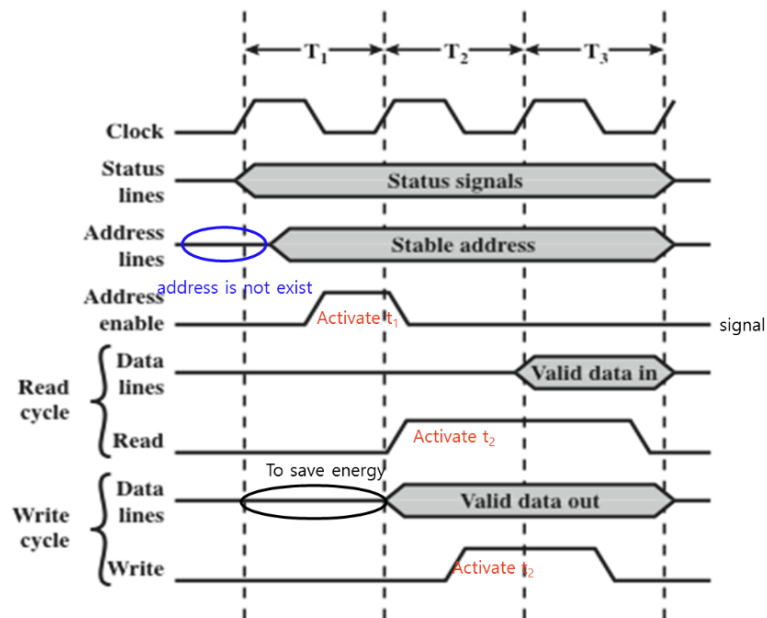 T1 T2 T3
Clock
Status
lines
Status signals
Address
lines
Stable address
address is not exist
Address
enable
Activate t1
signal
Read
cycle
Data
lines
Valid data in
Read
Activate t2
To save energy
Write
cycle
Data
lines
Valid data out
Write
Activate t2